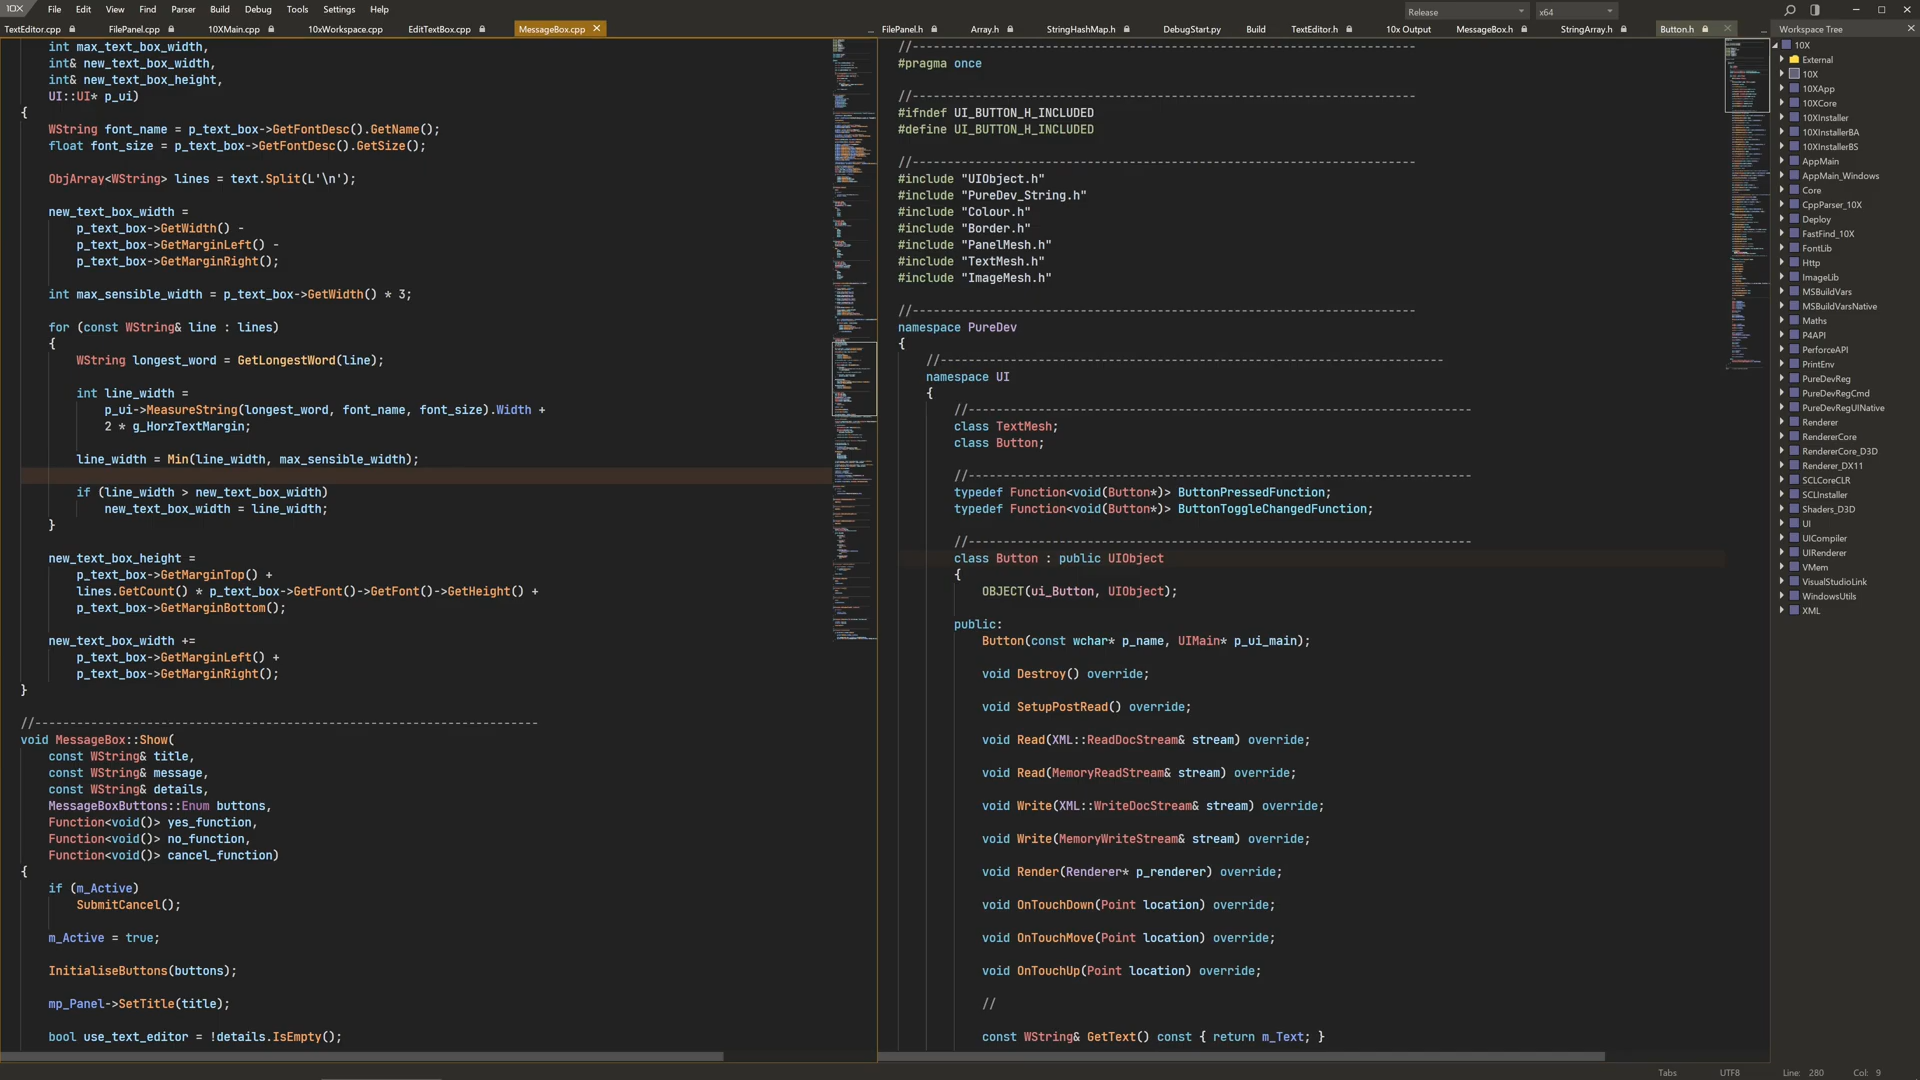 10X
File Edit View Find Parser Build Debug Tools Settings Help
Release x64
TextEditor.cpp FilePanel.cpp 10XMain.cpp 10xWorkspace.cpp EditTextBox.cpp MessageBox.cpp
FilePanel.h Array.h StringHashMap.h DebugStart.py Build TextEditor.h 10x Output MessageBox.h StringArray.h Button.h
int max_text_box_width,
int& new_text_box_width,
int& new_text_box_height,
UI::UI* p_ui)
{
WString font_name = p_text_box->GetFontDesc().GetName();
float font_size = p_text_box->GetFontDesc().GetSize();
ObjArray<WString> lines = text.Split(L'\n');
new_text_box_width =
p_text_box->GetWidth() -
p_text_box->GetMarginLeft() -
p_text_box->GetMarginRight();
int max_sensible_width = p_text_box->GetWidth() * 3;
for (const WString& line : lines)
{
WString longest_word = GetLongestWord(line);
int line_width =
p_ui->MeasureString(longest_word, font_name, font_size).Width +
2 * g_HorzTextMargin;
line_width = Min(line_width, max_sensible_width);
if (line_width > new_text_box_width)
new_text_box_width = line_width;
}
new_text_box_height =
p_text_box->GetMarginTop() +
lines.GetCount() * p_text_box->GetFont()->GetFont()->GetHeight() +
p_text_box->GetMarginBottom();
new_text_box_width +=
p_text_box->GetMarginLeft() +
p_text_box->GetMarginRight();
}
//------------------------------------------------------------------------
void MessageBox::Show(
const WString& title,
const WString& message,
const WString& details,
MessageBoxButtons::Enum buttons,
Function<void()> yes_function,
Function<void()> no_function,
Function<void()> cancel_function)
{
if (m_Active)
SubmitCancel();
m_Active = true;
InitialiseButtons(buttons);
mp_Panel->SetTitle(title);
bool use_text_editor = !details.IsEmpty();
//------------------------------------------------------------------------
#pragma once
//------------------------------------------------------------------------
#ifndef UI_BUTTON_H_INCLUDED
#define UI_BUTTON_H_INCLUDED
//------------------------------------------------------------------------
#include "UIObject.h"
#include "PureDev_String.h"
#include "Colour.h"
#include "Border.h"
#include "PanelMesh.h"
#include "TextMesh.h"
#include "ImageMesh.h"
//------------------------------------------------------------------------
namespace PureDev
{
//------------------------------------------------------------------------
namespace UI
{
//------------------------------------------------------------------------
class TextMesh;
class Button;
//------------------------------------------------------------------------
typedef Function<void(Button*)> ButtonPressedFunction;
typedef Function<void(Button*)> ButtonToggleChangedFunction;
//------------------------------------------------------------------------
class Button : public UIObject
{
OBJECT(ui_Button, UIObject);
public:
Button(const wchar* p_name, UIMain* p_ui_main);
void Destroy() override;
void SetupPostRead() override;
void Read(XML::ReadDocStream& stream) override;
void Read(MemoryReadStream& stream) override;
void Write(XML::WriteDocStream& stream) override;
void Write(MemoryWriteStream& stream) override;
void Render(Renderer* p_renderer) override;
void OnTouchDown(Point location) override;
void OnTouchMove(Point location) override;
void OnTouchUp(Point location) override;
//
const WString& GetText() const { return m_Text; }
Workspace Tree
10X
External
10X
10XApp
10XCore
10XInstaller
10XInstallerBA
10XInstallerBS
AppMain
AppMain_Windows
Core
CppParser_10X
Deploy
FastFind_10X
FontLib
Http
ImageLib
MSBuildVars
MSBuildVarsNative
Maths
P4API
PerforceAPI
PrintEnv
PureDevReg
PureDevRegCmd
PureDevRegUINative
Renderer
RendererCore
RendererCore_D3D
Renderer_DX11
SCLCoreCLR
SCLInstaller
Shaders_D3D
UI
UICompiler
UIRenderer
VMem
VisualStudioLink
WindowsUtils
XML
Tabs UTF8 Line: 280 Col: 9